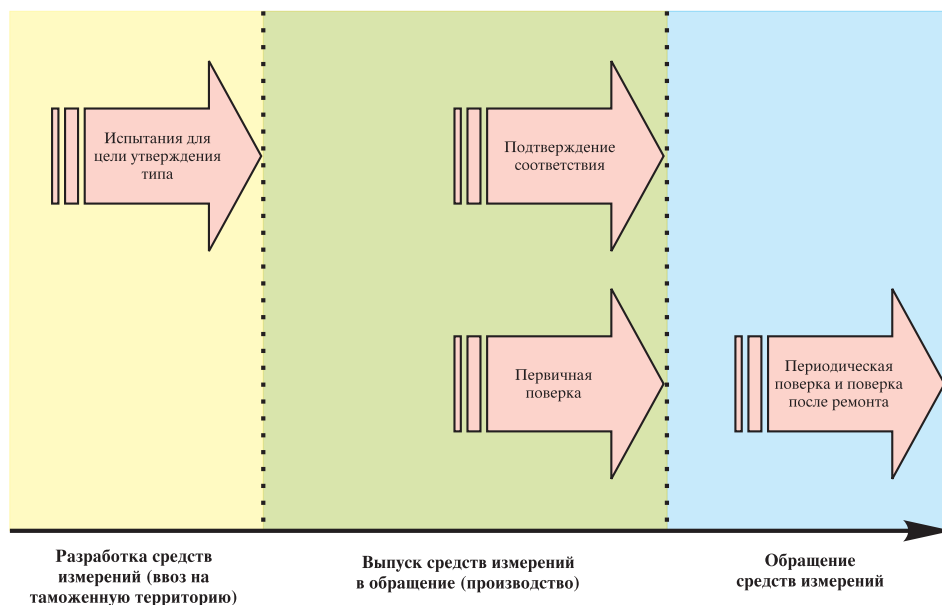 Испытания для
цели утверждения
типа
Подтверждение
соответствия
Первичная
поверка
Периодическая
поверка и поверка
после ремонта
Разработка средств
измерений (ввоз на
таможенную территорию)
Выпуск средств измерений
в обращение (производство)
Обращение
средств измерений